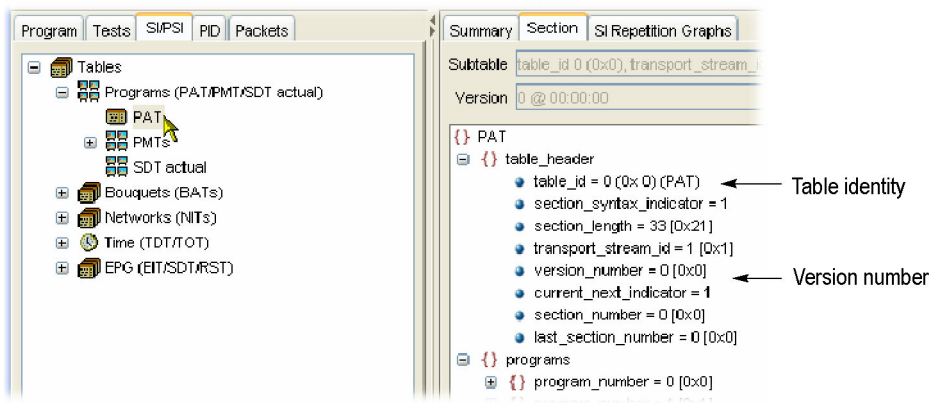 Program Tests SI/PSI PID Packets
Tables
Programs (PAT/PMT/SDT actual)
PAT
PMTs
SDT actual
Bouquets (BATs)
Networks (NITs)
Time (TDT/TOT)
EPG (EIT/SDT/RST)
Summary Section SI Repetition Graphs
Subtable table_id 0 (0x0), transport_stream_i
Version 0 @ 00:00:00
{} PAT
{} table_header
table_id = 0 (0x 0) (PAT)
Table identity
section_syntax_indicator = 1
section_length = 33 [0x21]
transport_stream_id = 1 [0x1]
version_number = 0 [0x0]
Version number
current_next_indicator = 1
section_number = 0 [0x0]
last_section_number = 0 [0x0]
{} programs
{} program_number = 0 [0x0]